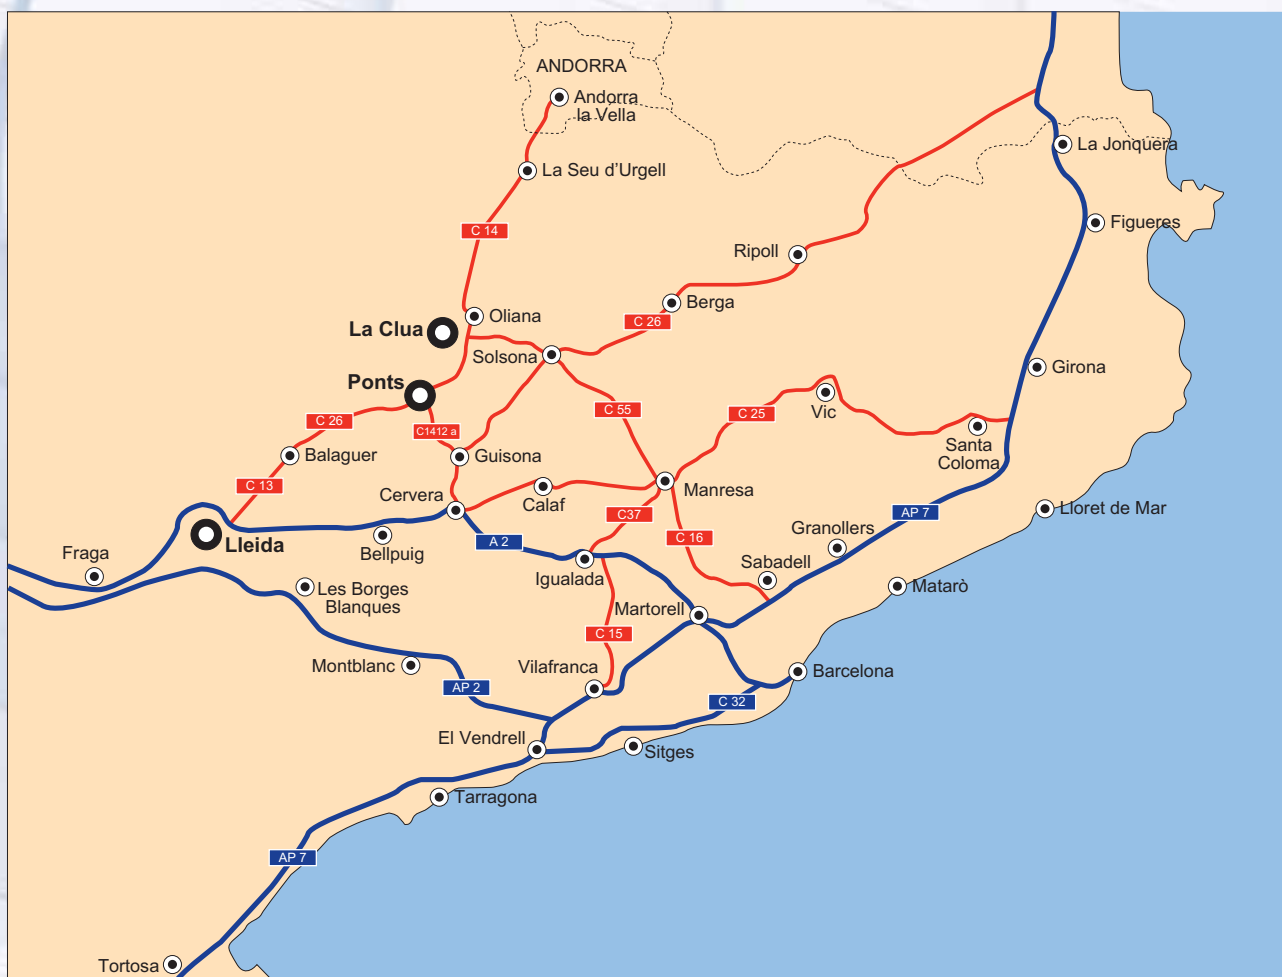 ANDORRA
Andorra
la Vella
La Jonquera
La Seu d'Urgell
Figueres
C 14
Ripoll
Berga
Oliana
C 26
La Clua
Solsona
Girona
Ponts
C 26
C1412 a
C 55
C 25
Vic
Santa
Coloma
Balaguer
Guisona
C 13
Cervera
Calaf
Manresa
C37
AP 7
Lloret de Mar
Granollers
C 16
A 2
Lleida
Bellpuig
Fraga
Igualada
Sabadell
Les Borges
Blanques
Matarò
Martorell
C 15
Montblanc
Vilafranca
Barcelona
AP 2
C 32
El Vendrell
Sitges
Tarragona
AP 7
Tortosa